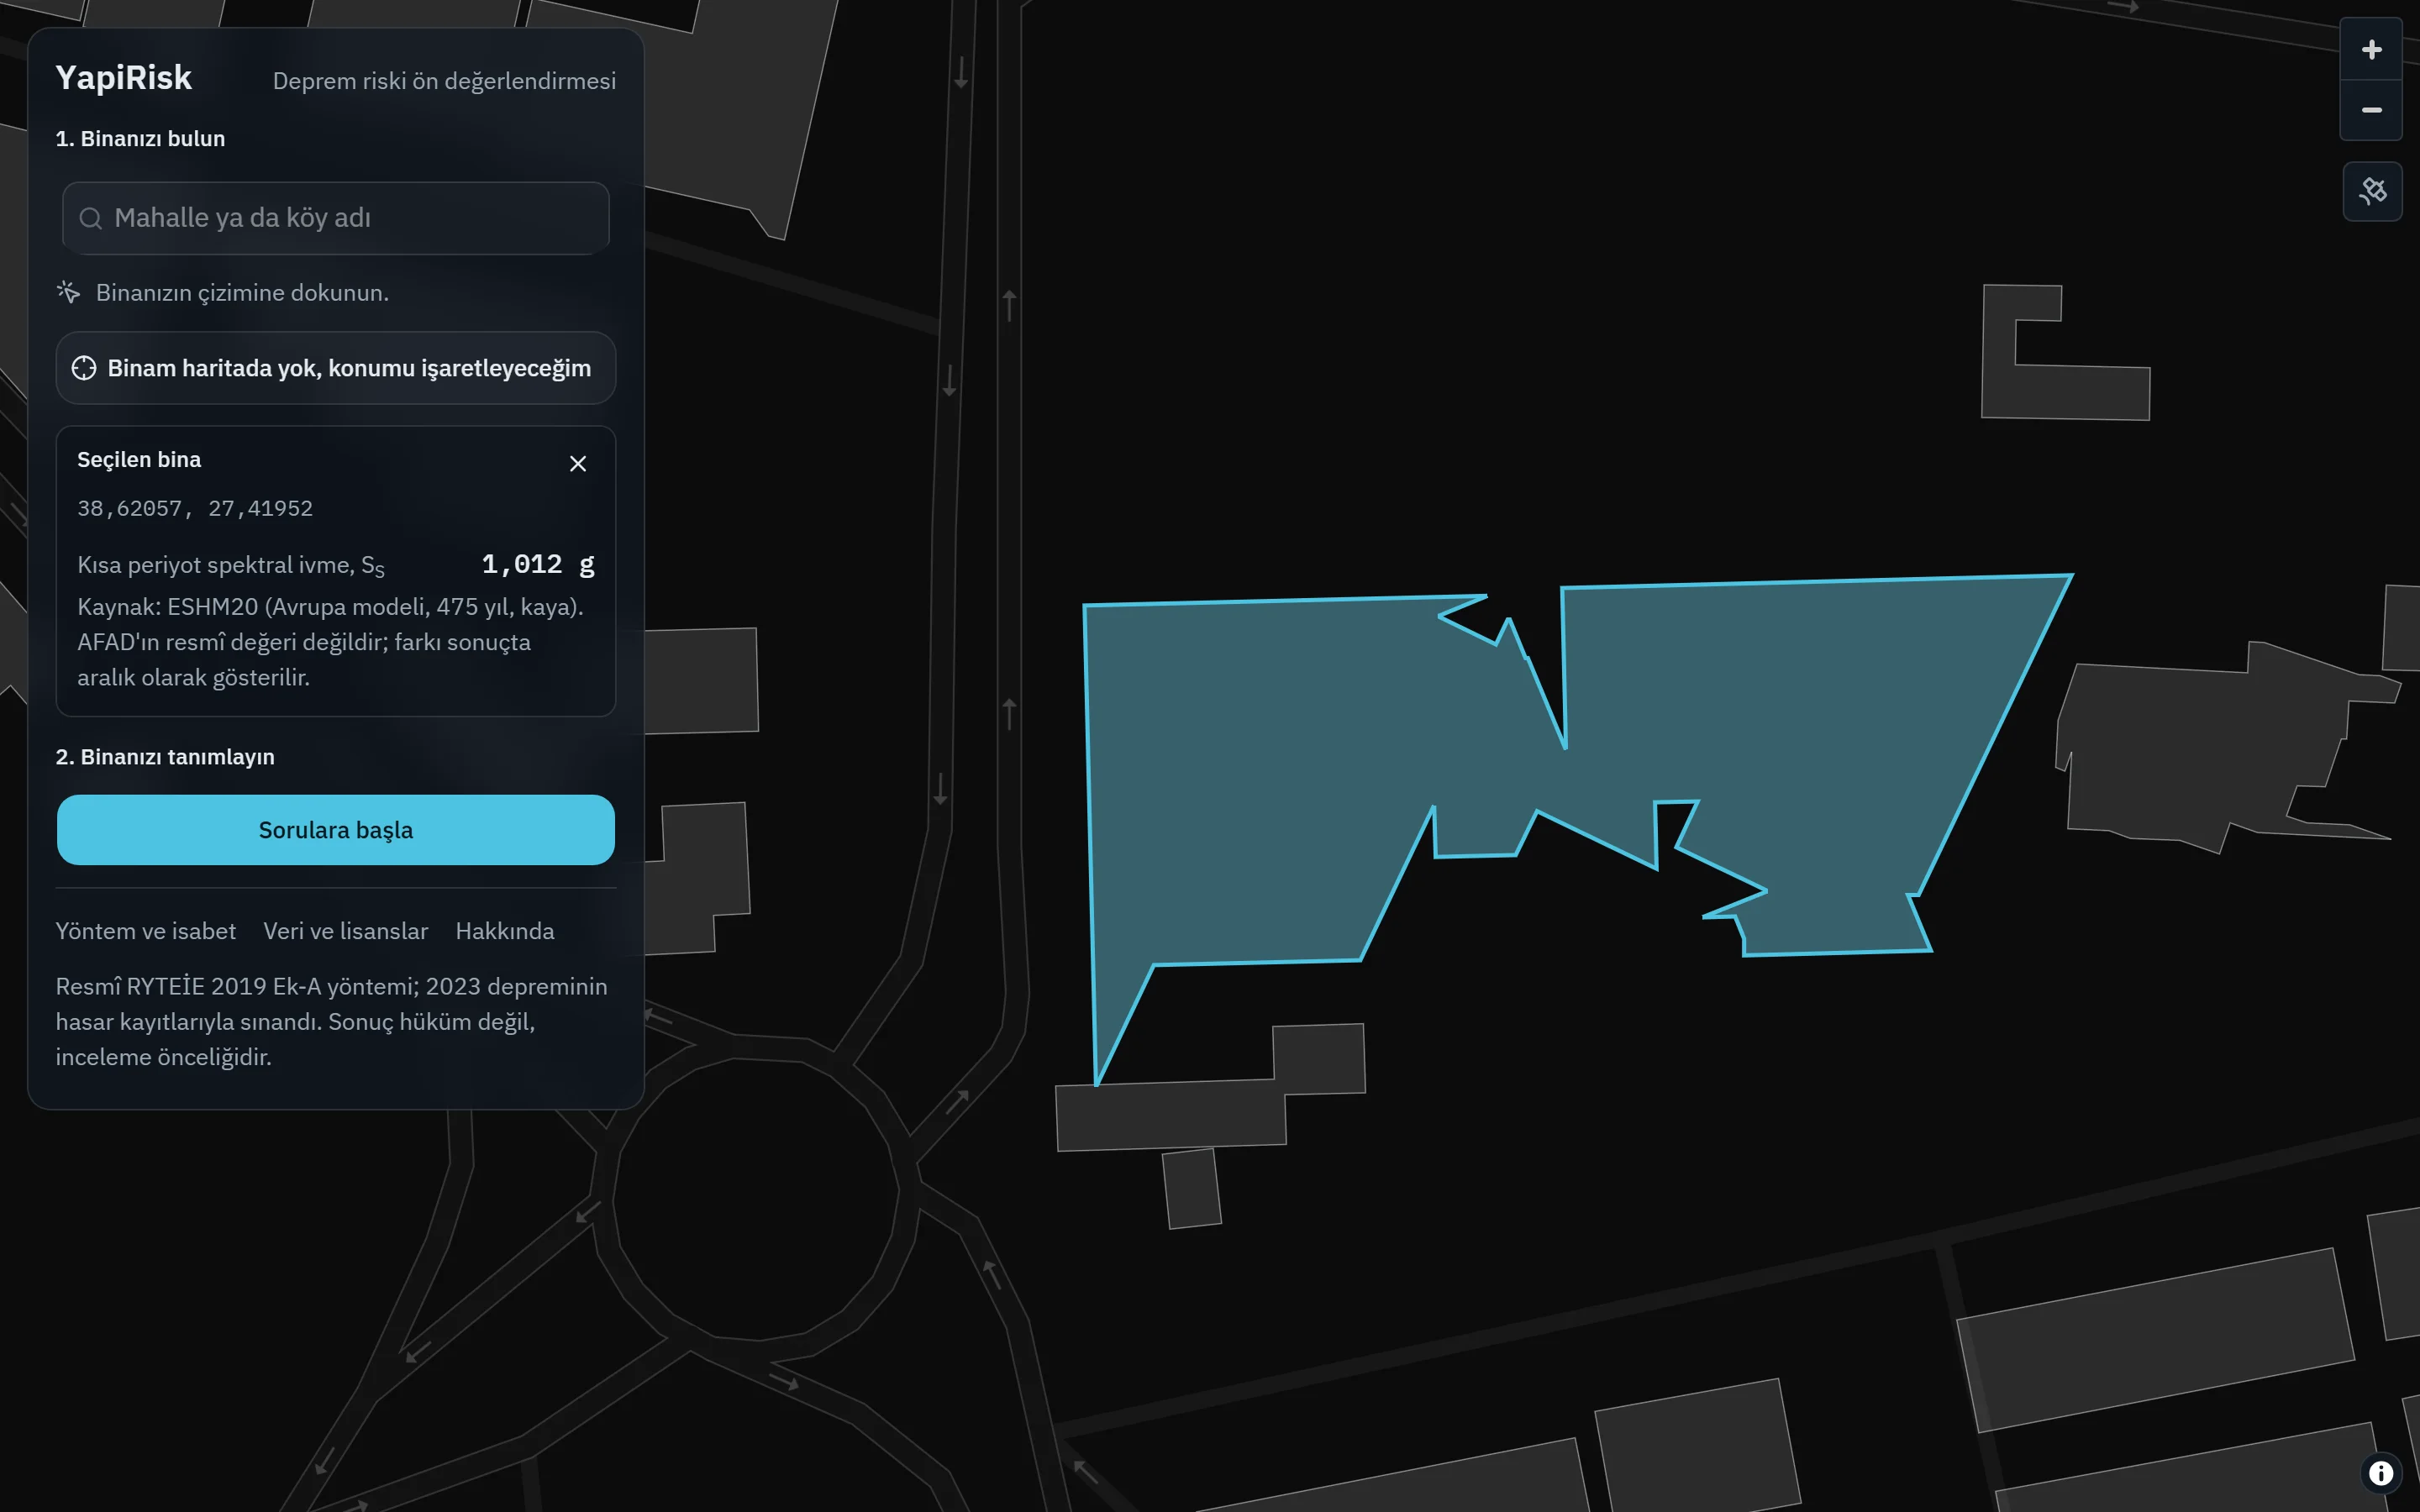 YapiRisk
Deprem riski ön değerlendirmesi
1. Binanızı bulun
Mahalle ya da köy adı
Binanızın çizimine dokunun.
Binam haritada yok, konumu işaretleyeceğim
Seçilen bina
38,62057, 27,41952
Kısa periyot spektral ivme, SS 1,012 g
Kaynak: ESHM20 (Avrupa modeli, 475 yıl, kaya).
AFAD'ın resmî değeri değildir; farkı sonuçta
aralık olarak gösterilir.
2. Binanızı tanımlayın
Sorulara başla
Yöntem ve isabet Veri ve lisanslar Hakkında
Resmî RYTEİE 2019 Ek-A yöntemi; 2023 depreminin
hasar kayıtlarıyla sınandı. Sonuç hüküm değil,
inceleme önceliğidir.